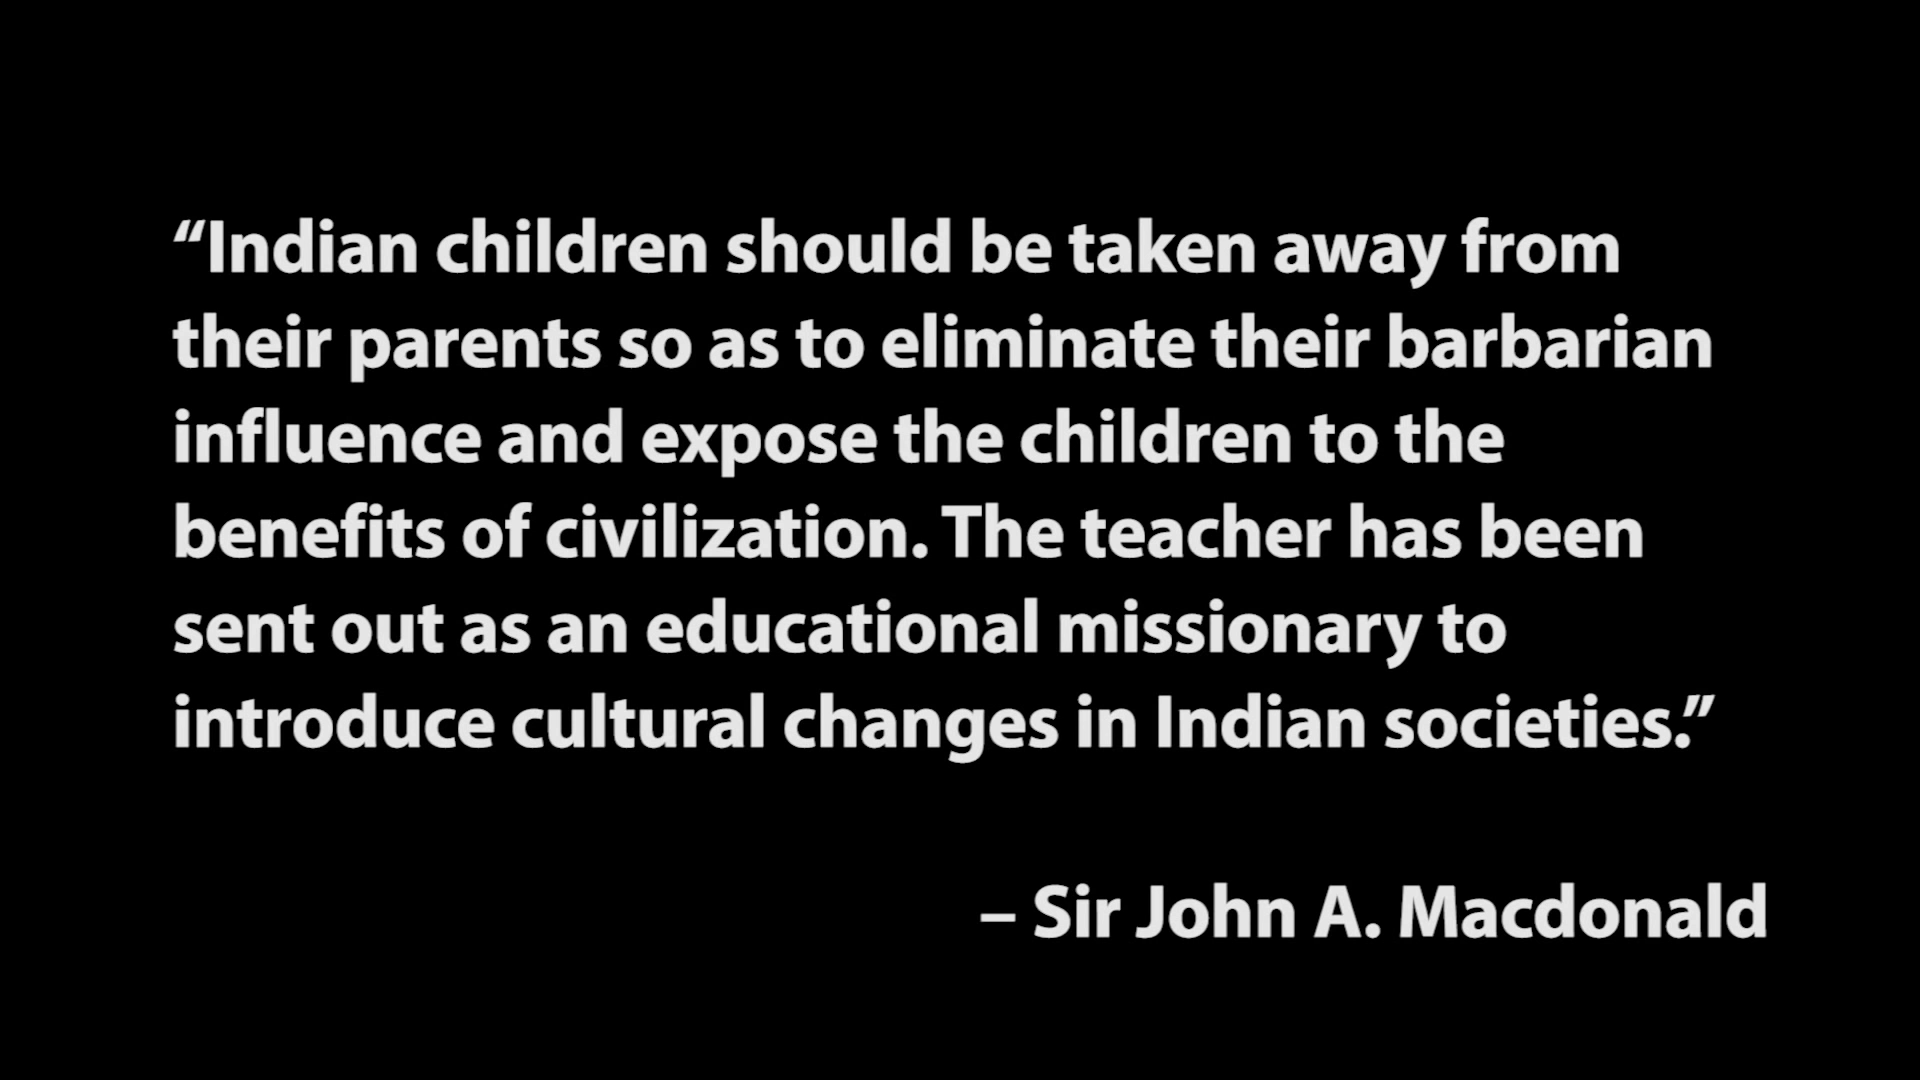 “Indian children should be taken away from
their parents so as to eliminate their barbarian
influence and expose the children to the
benefits of civilization. The teacher has been
sent out as an educational missionary to
introduce cultural changes in Indian societies.”
– Sir John A. Macdonald